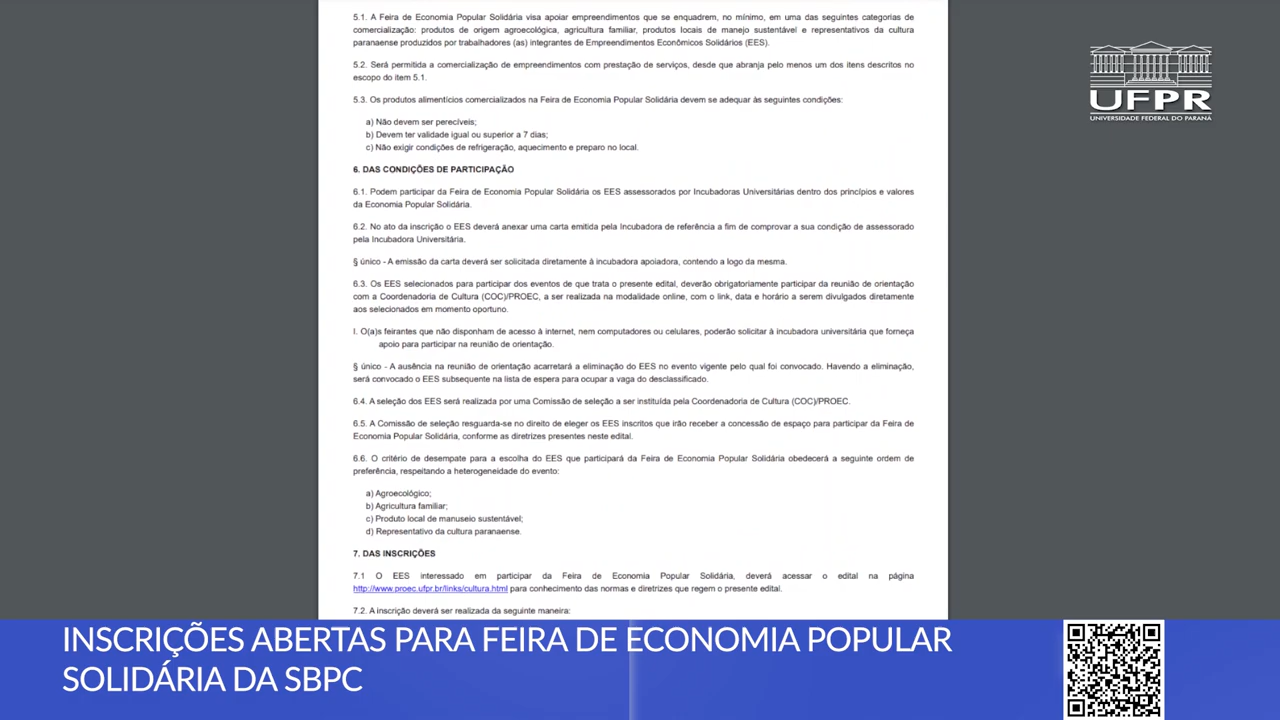 5.1. A Feira de Economia Popular Solidária visa apoiar empreendimentos que se enquadrem, no mínimo, em uma das seguintes categorias de
comercialização: produtos de origem agroecológica, agricultura familiar, produtos locais de manejo sustentável e representativos da cultura
paranaense produzidos por trabalhadores (as) integrantes de Empreendimentos Econômicos Solidários (EES).
5.2. Será permitida a comercialização de empreendimentos com prestação de serviços, desde que abranja pelo menos um dos itens descritos no
escopo do item 5.1.
5.3. Os produtos alimentícios comercializados na Feira de Economia Popular Solidária devem se adequar às seguintes condições:
a) Não devem ser perecíveis;
b) Devem ter validade igual ou superior a 7 dias;
c) Não exigir condições de refrigeração, aquecimento e preparo no local.
6. DAS CONDIÇÕES DE PARTICIPAÇÃO
6.1. Podem participar da Feira de Economia Popular Solidária os EES assessorados por Incubadoras Universitárias dentro dos princípios e valores
da Economia Popular Solidária.
6.2. No ato da inscrição o EES deverá anexar uma carta emitida pela Incubadora de referência a fim de comprovar a sua condição de assessorado
pela Incubadora Universitária.
§ único - A emissão da carta deverá ser solicitada diretamente à incubadora apoiadora, contendo a logo da mesma.
6.3. Os EES selecionados para participar dos eventos de que trata o presente edital, deverão obrigatoriamente participar da reunião de orientação
com a Coordenadoria de Cultura (COC)/PROEC, a ser realizada na modalidade online, com o link, data e horário a serem divulgados diretamente
aos selecionados em momento oportuno.
I. O(a)s feirantes que não disponham de acesso à internet, nem computadores ou celulares, poderão solicitar à incubadora universitária que forneça
apoio para participar na reunião de orientação.
§ único - A ausência na reunião de orientação acarretará a eliminação do EES no evento vigente pelo qual foi convocado. Havendo a eliminação,
será convocado o EES subsequente na lista de espera para ocupar a vaga do desclassificado.
6.4. A seleção dos EES será realizada por uma Comissão de seleção a ser instituída pela Coordenadoria de Cultura (COC)/PROEC.
6.5. A Comissão de seleção resguarda-se no direito de eleger os EES inscritos que irão receber a concessão de espaço para participar da Feira de
Economia Popular Solidária, conforme as diretrizes presentes neste edital.
6.6. O critério de desempate para a escolha do EES que participará da Feira de Economia Popular Solidária obedecerá a seguinte ordem de
preferência, respeitando a heterogeneidade do evento:
a) Agroecológico;
b) Agricultura familiar;
c) Produto local de manuseio sustentável;
d) Representativo da cultura paranaense.
7. DAS INSCRIÇÕES
7.1 O EES interessado em participar da Feira de Economia Popular Solidária, deverá acessar o edital na página
http://www.proec.ufpr.br/links/cultura.html para conhecimento das normas e diretrizes que regem o presente edital.
7.2. A inscrição deverá ser realizada da seguinte maneira:
UFPR
UNIVERSIDADE FEDERAL DO PARANÁ
INSCRIÇÕES ABERTAS PARA FEIRA DE ECONOMIA POPULAR
SOLIDÁRIA DA SBPC